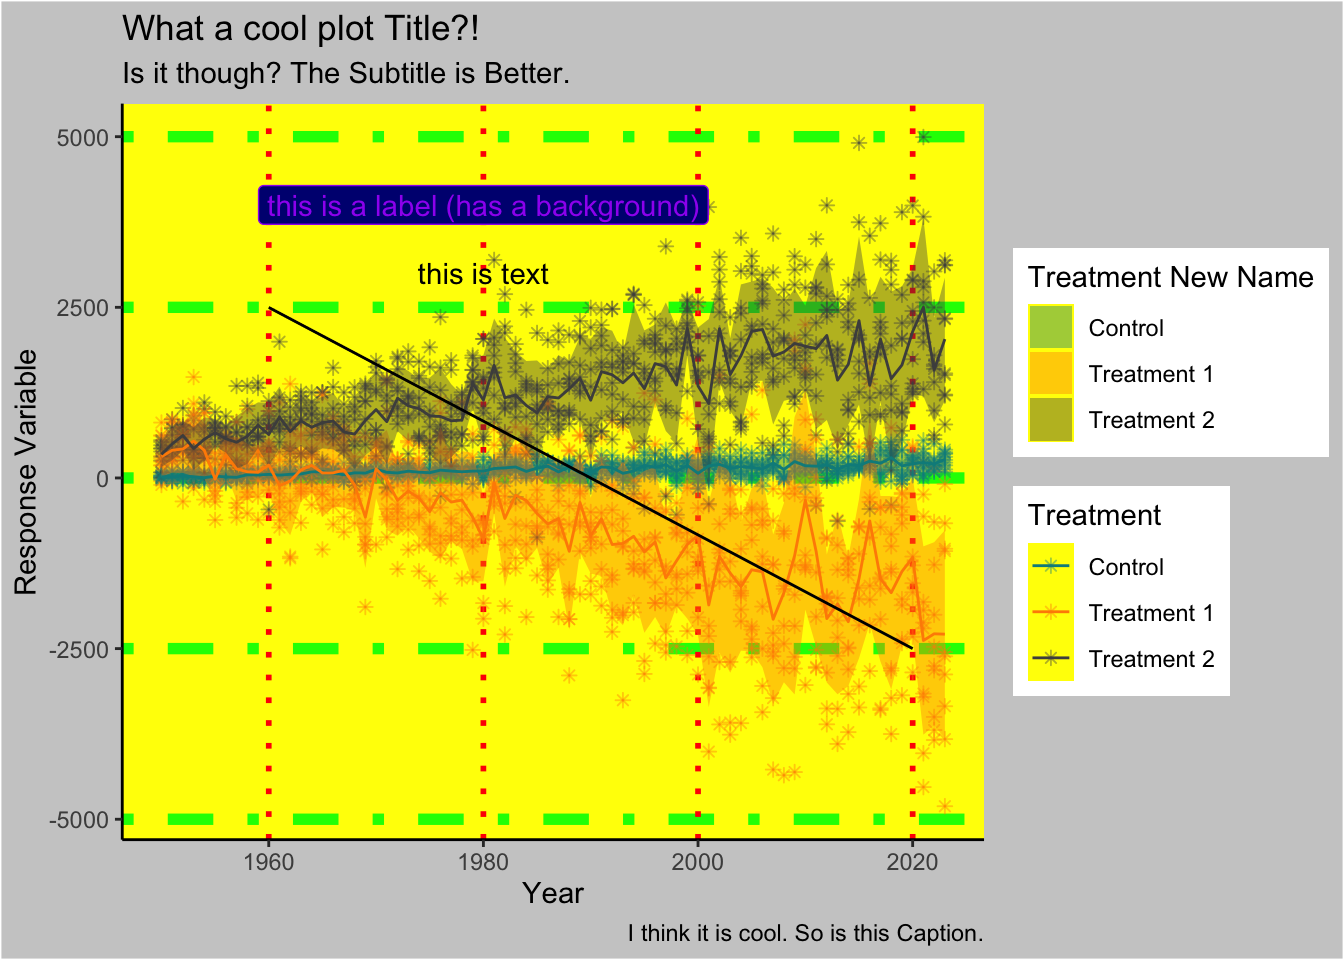 What a cool plot Title?!
Is it though? The Subtitle is Better.
5000
this is a label (has a background)
this is text
2500
0
-2500
-5000
Response Variable
1960
1980
2000
2020
Year
I think it is cool. So is this Caption.
Treatment New Name
Control
Treatment 1
Treatment 2
Treatment
Control
Treatment 1
Treatment 2